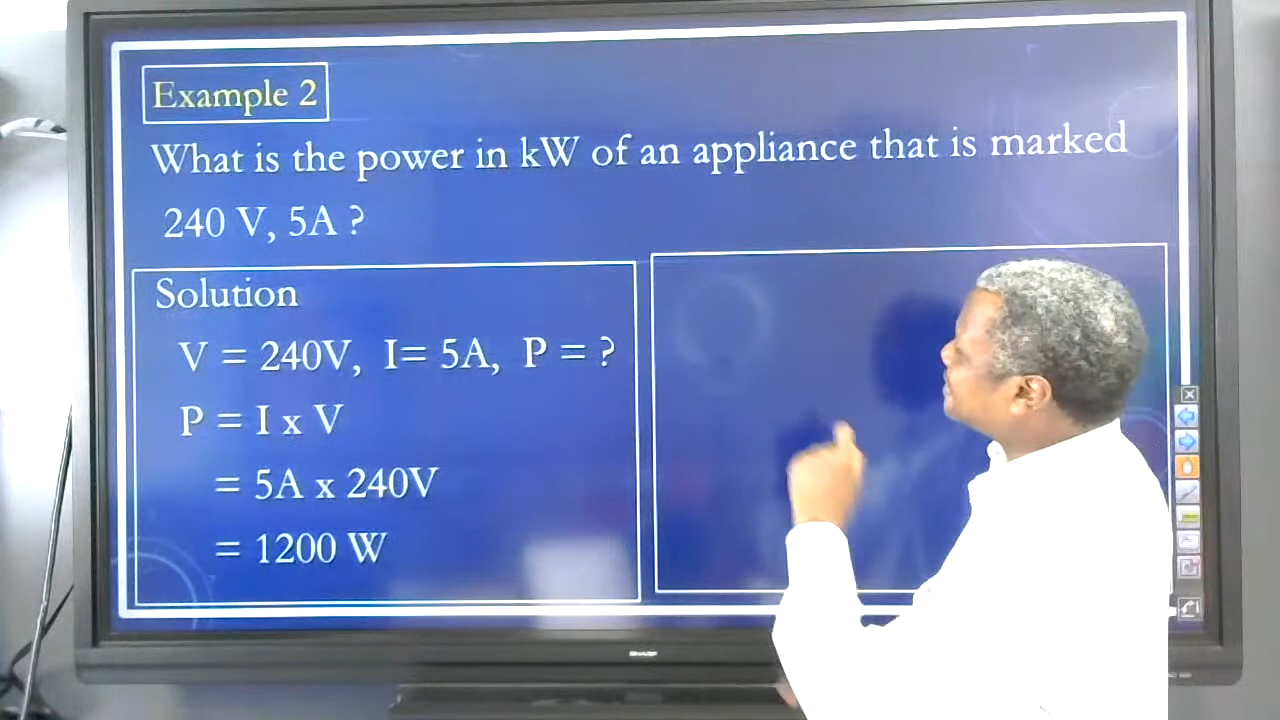 Example 2
What is the power in kW of an appliance that is marked
240 V, 5A ?
Solution
V = 240V, I= 5A, P = ?
P = I x V
= 5A x 240V
= 1200 W
SHARP